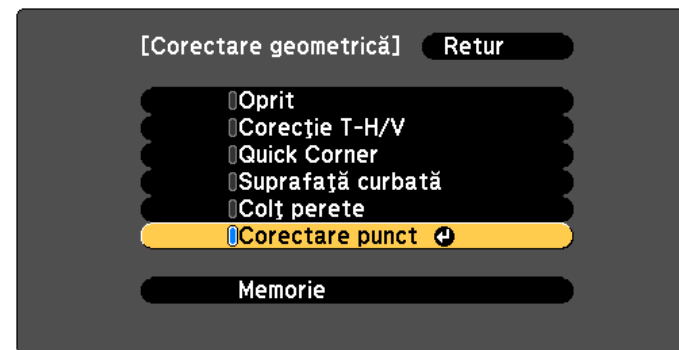 [Corectare geometrică] Retur
Oprit
Corecţie T-H/V
Quick Corner
Suprafaţă curbată
Colţ perete
Corectare punct
Memorie